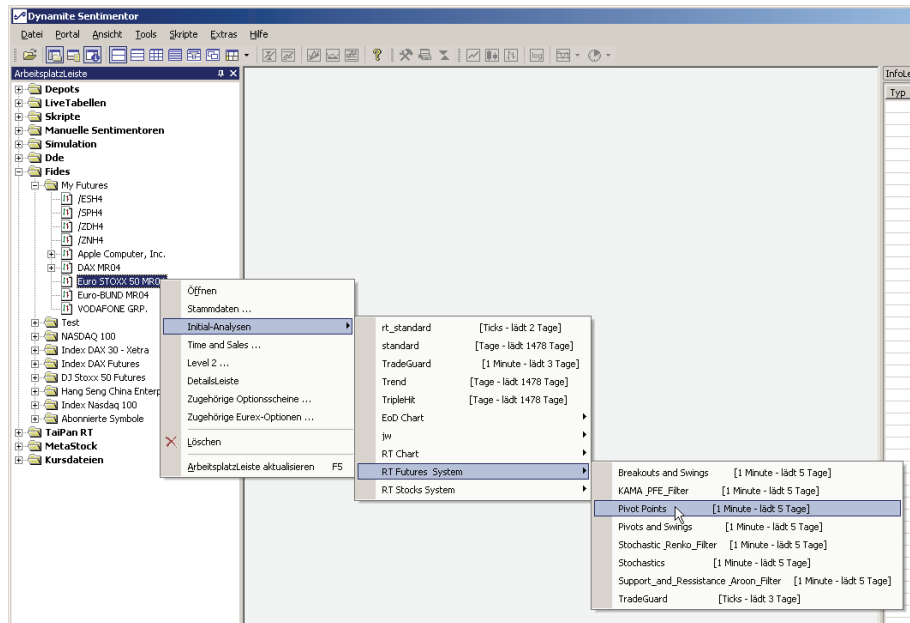 Dynamite Sentimentor
Datei Portal Ansicht Tools Skripte Extras Hilfe
log
ArbeitsplatzLeiste
Depots
LiveTabellen
Skripte
Manuelle Sentimentoren
Simulation
Dde
Fides
My Futures
/ESH4
/SPH4
/ZDH4
/ZNH4
Apple Computer, Inc.
DAX MR04
Euro STOXX 50 MR04
Euro-BUND MR04
VODAFONE GRP.
Test
NASDAQ 100
Index DAX 30 - Xetra
Index DAX Futures
DJ Stoxx 50 Futures
Hang Seng China Enterp
Index Nasdaq 100
Abonnierte Symbole
TaiPan RT
MetaStock
Kursdateien
InfoLe
Typ
Öffnen
Stammdaten ...
Initial-Analysen
Time and Sales ...
Level 2 ...
DetailsLeiste
Zugehörige Optionsscheine ...
Zugehörige Eurex-Optionen ...
Löschen
ArbeitsplatzLeiste aktualisieren F5
rt_standard [Ticks - lädt 2 Tage]
standard [Tage - lädt 1478 Tage]
TradeGuard [1 Minute - lädt 3 Tage]
Trend [Tage - lädt 1478 Tage]
TripleHit [Tage - lädt 1478 Tage]
EoD Chart
jw
RT Chart
RT Futures System
RT Stocks System
Breakouts and Swings [1 Minute - lädt 5 Tage]
KAMA_PFE_Filter [1 Minute - lädt 5 Tage]
Pivot Points [1 Minute - lädt 5 Tage]
Pivots and Swings [1 Minute - lädt 5 Tage]
Stochastic_Renko_Filter [1 Minute - lädt 5 Tage]
Stochastics [1 Minute - lädt 5 Tage]
Support_and_Ressistance_Aroon_Filter [1 Minute - lädt 5 Tage]
TradeGuard [Ticks - lädt 3 Tage]